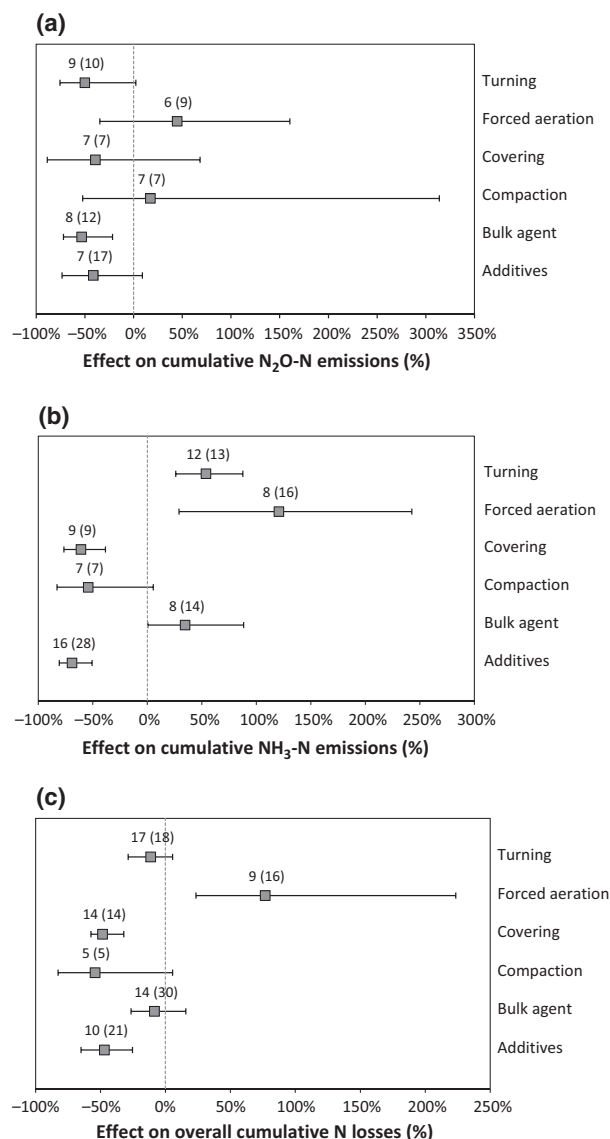 (a)
9 (10)
Turning
6 (9)
Forced aeration
7 (7)
Covering
7 (7)
Compaction
8 (12)
Bulk agent
7 (17)
Additives
−100% −50% 0% 50% 100% 150% 200% 250% 300% 350%
Effect on cumulative N₂O-N emissions (%)
(b)
12 (13)
Turning
8 (16)
Forced aeration
9 (9)
Covering
7 (7)
Compaction
8 (14)
Bulk agent
16 (28)
Additives
−100% −50% 0% 50% 100% 150% 200% 250% 300%
Effect on cumulative NH₃-N emissions (%)
(c)
17 (18)
Turning
9 (16)
Forced aeration
14 (14)
Covering
5 (5)
Compaction
14 (30)
Bulk agent
10 (21)
Additives
−100% −50% 0% 50% 100% 150% 200% 250%
Effect on overall cumulative N losses (%)